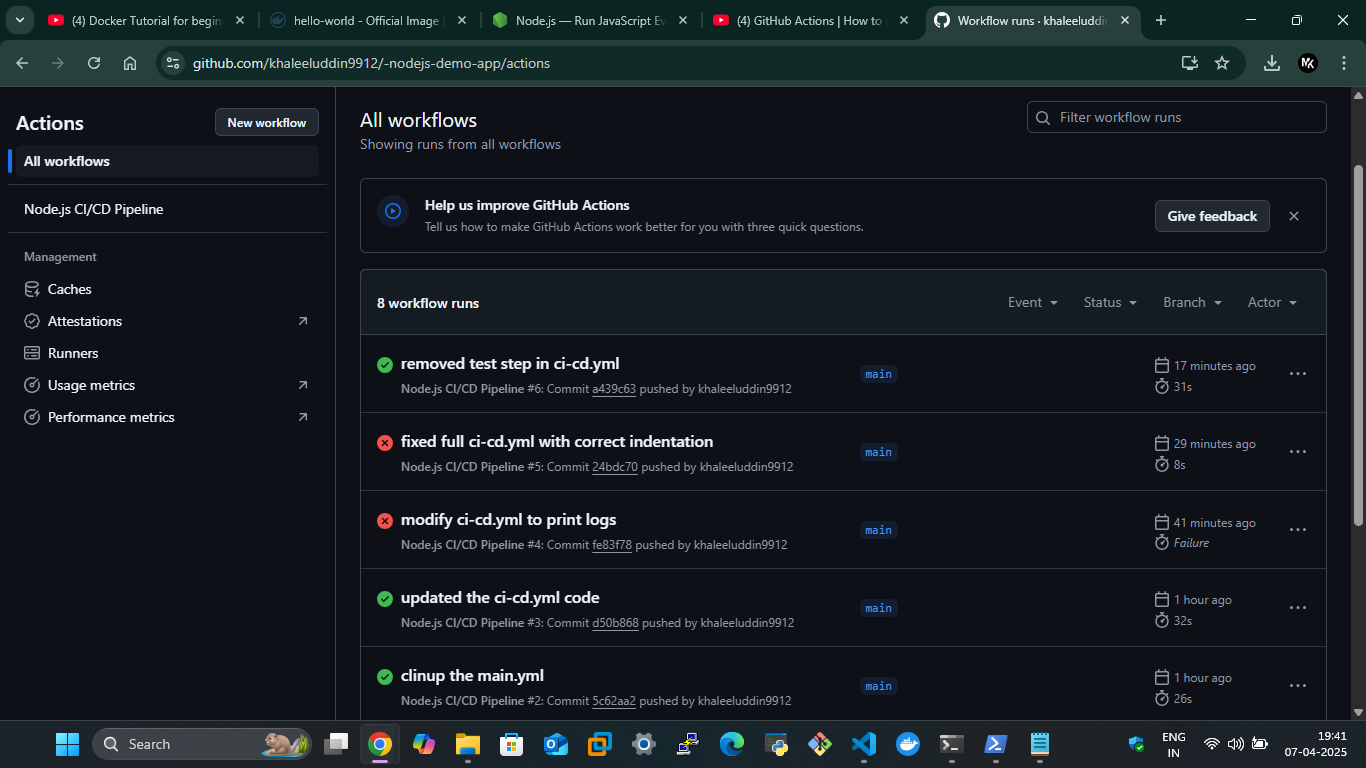 (4) Docker Tutorial for begin
hello-world - Official Image
Node.js — Run JavaScript Ev
(4) GitHub Actions | How to
Workflow runs · khaleeluddin
github.com/khaleeluddin9912/-nodejs-demo-app/actions
MK
Actions
New workflow
All workflows
Node.js CI/CD Pipeline
Management
Caches
Attestations
Runners
Usage metrics
Performance metrics
All workflows
Showing runs from all workflows
Filter workflow runs
Help us improve GitHub Actions
Tell us how to make GitHub Actions work better for you with three quick questions.
Give feedback
8 workflow runs
Event
Status
Branch
Actor
removed test step in ci-cd.yml
Node.js CI/CD Pipeline #6: Commit a439c63 pushed by khaleeluddin9912
main
17 minutes ago
31s
fixed full ci-cd.yml with correct indentation
Node.js CI/CD Pipeline #5: Commit 24bdc70 pushed by khaleeluddin9912
main
29 minutes ago
8s
modify ci-cd.yml to print logs
Node.js CI/CD Pipeline #4: Commit fe83f78 pushed by khaleeluddin9912
main
41 minutes ago
Failure
updated the ci-cd.yml code
Node.js CI/CD Pipeline #3: Commit d50b868 pushed by khaleeluddin9912
main
1 hour ago
32s
clinup the main.yml
Node.js CI/CD Pipeline #2: Commit 5c62aa2 pushed by khaleeluddin9912
main
1 hour ago
26s
Search
ENG
IN
19:41
07-04-2025